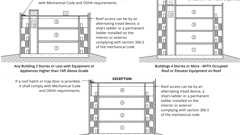 with Mechanical Code and OSHA requirements.
Roof access can be by an
alternating tread device, a
ship's ladder or a permanent
ladder installed to the
interior or exterior
complying with section 306.5
of the mechanical code
Any Building 3 Stories or Less with Equipment or
Appliances higher than 16ft Above Grade
Buildings 4 Stories or More - WITH Occupied
Roof or Elevator Equipment on Roof
EXCEPTION
If a roof hatch or trap door is provided,
it shall comply with Mechanical Code
and OSHA requirements.
Roof access can be by an
alternating tread device, a
ship's ladder or a permanent
ladder installed to the
interior or exterior
complying with section 306.5
of the mechanical code